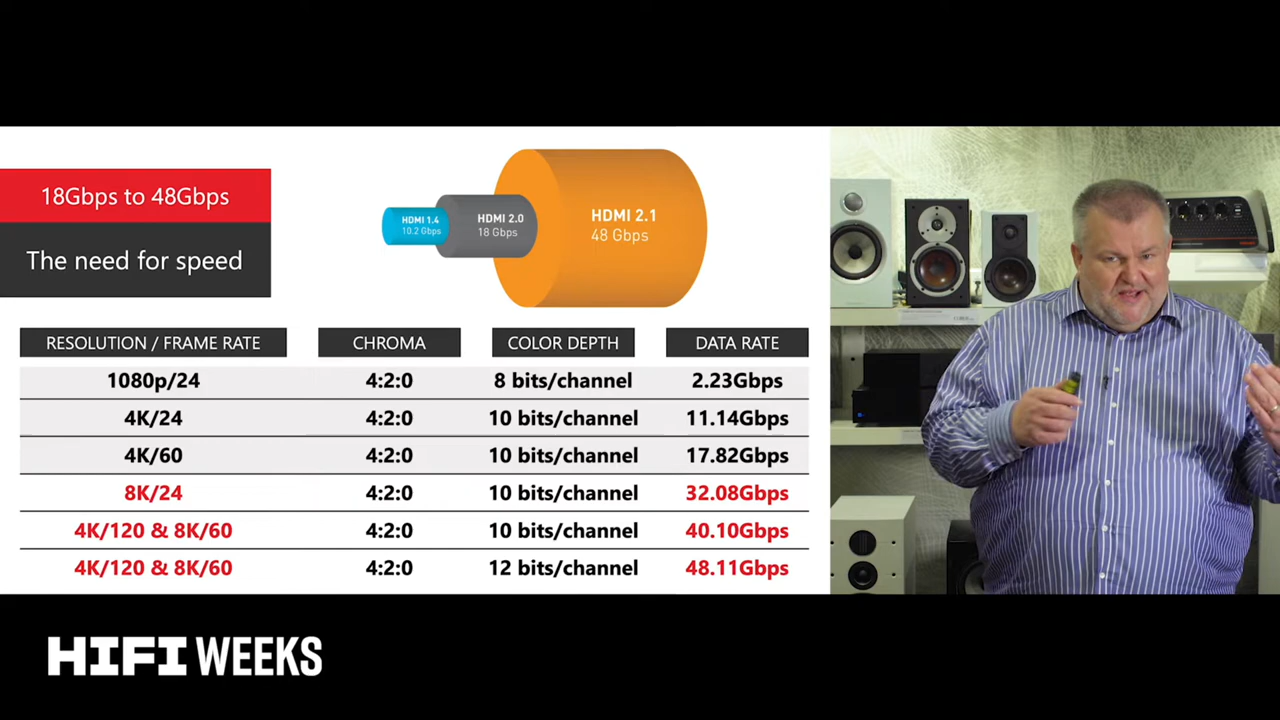 18Gbps to 48Gbps
The need for speed
HDMI 1.4
10.2 Gbps
HDMI 2.0
18 Gbps
HDMI 2.1
48 Gbps
RESOLUTION / FRAME RATE CHROMA COLOR DEPTH DATA RATE
1080p/24 4:2:0 8 bits/channel 2.23Gbps
4K/24 4:2:0 10 bits/channel 11.14Gbps
4K/60 4:2:0 10 bits/channel 17.82Gbps
8K/24 4:2:0 10 bits/channel 32.08Gbps
4K/120 & 8K/60 4:2:0 10 bits/channel 40.10Gbps
4K/120 & 8K/60 4:2:0 12 bits/channel 48.11Gbps
HIFI WEEKS